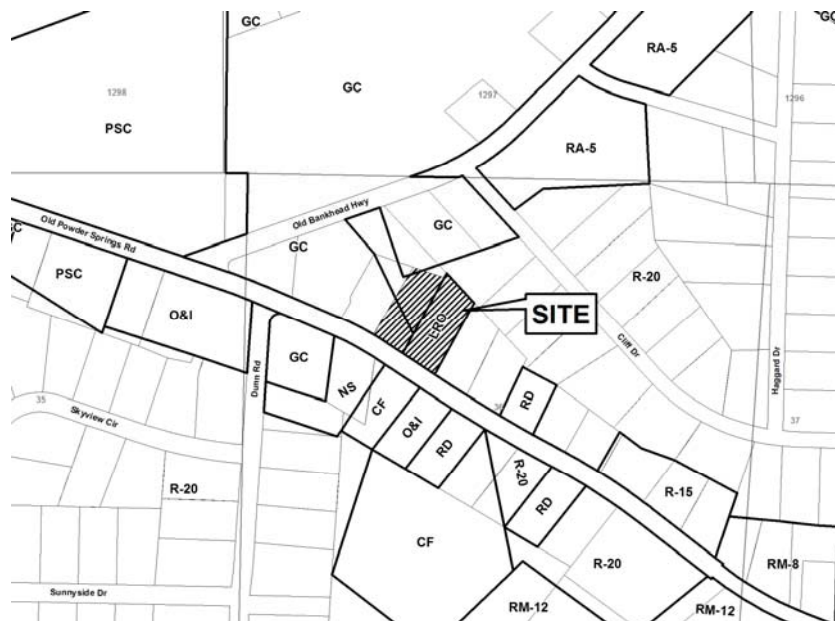 GC
GC
RA-5
1298
GC
1297
1296
PSC
RA-5
Old Bankhead Hwy
GC
GC
Old Powder Springs Rd
R-20
PSC
O&I
LRO
SITE
Cliff Dr
Haggard Dr
GC
Dunn Rd
NS
CF
RD
35
O&I
RD
37
Skyview Cir
R-20
R-20
RD
R-15
CF
R-20
RM-8
Sunnyside Dr
RM-12
RM-12